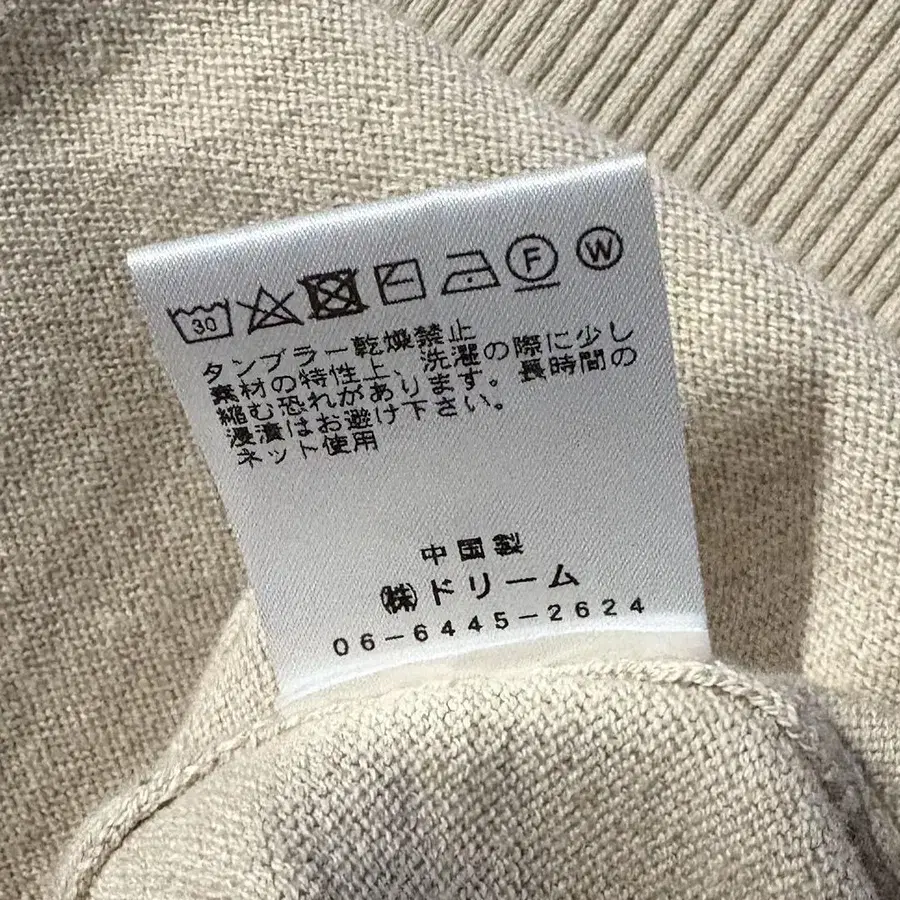 30 F W
タンブラー乾燥禁止
素材の特性上、洗濯の際に少し
縮む恐れがあります。長時間の
浸漬はお避け下さい。
ネット使用
中国製
㈱ドリーム
06-6445-2624